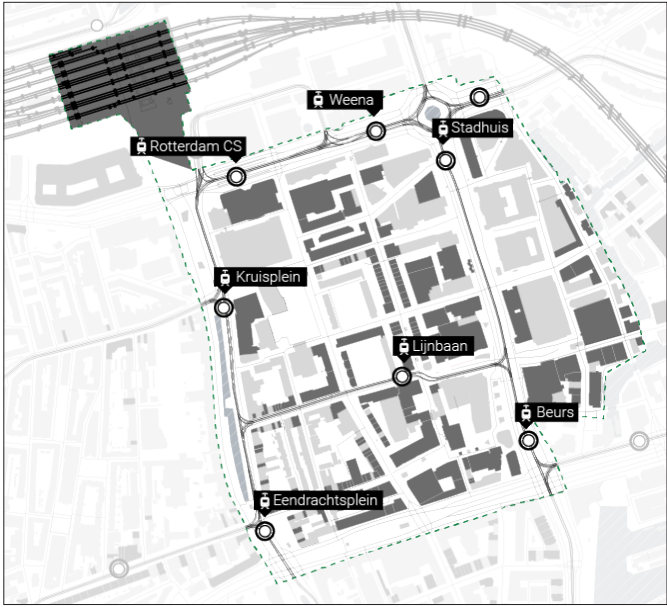 Weena
Stadhuis
Rotterdam CS
Kruisplein
Lijnbaan
Beurs
Eendrachtsplein